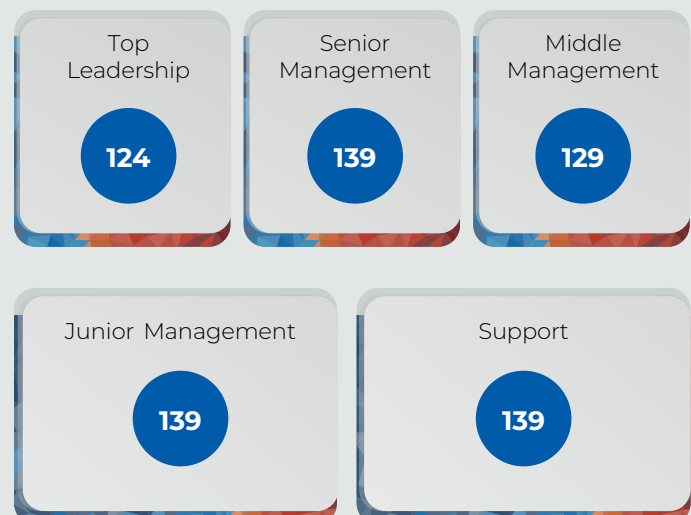 Top
Leadership
124
Senior
Management
139
Middle
Management
129
Junior Management
139
Support
139